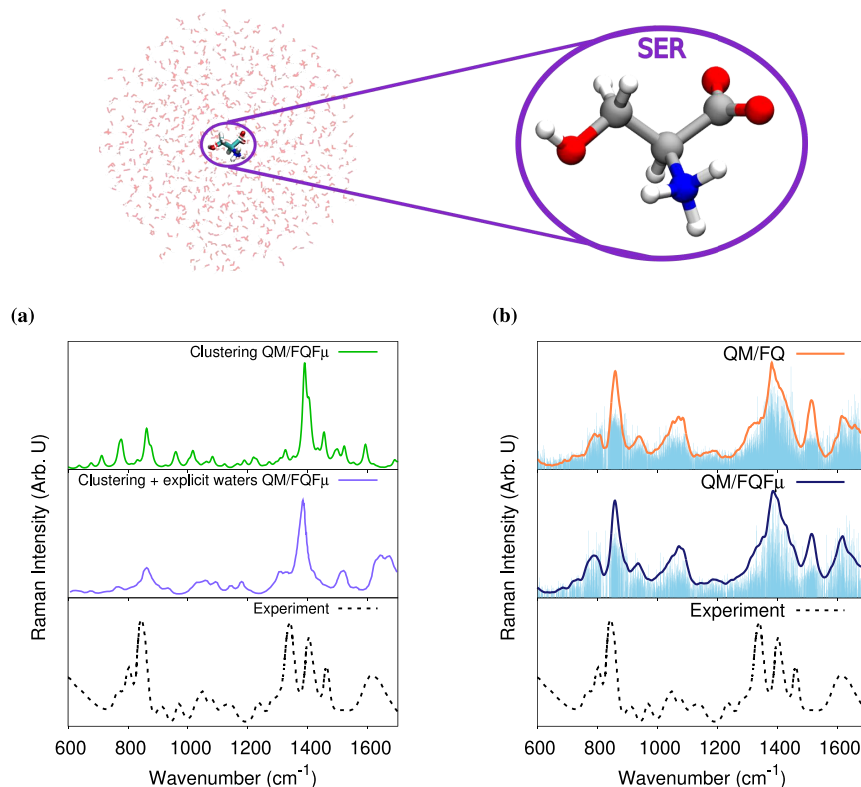 SER
(a)
Clustering QM/FQFμ
Clustering + explicit waters QM/FQFμ
Experiment
Raman Intensity (Arb. U)
600 800 1000 1200 1400 1600
Wavenumber (cm⁻¹)
(b)
QM/FQ
QM/FQFμ
Experiment
Raman Intensity (Arb. U)
600 800 1000 1200 1400 1600
Wavenumber (cm⁻¹)